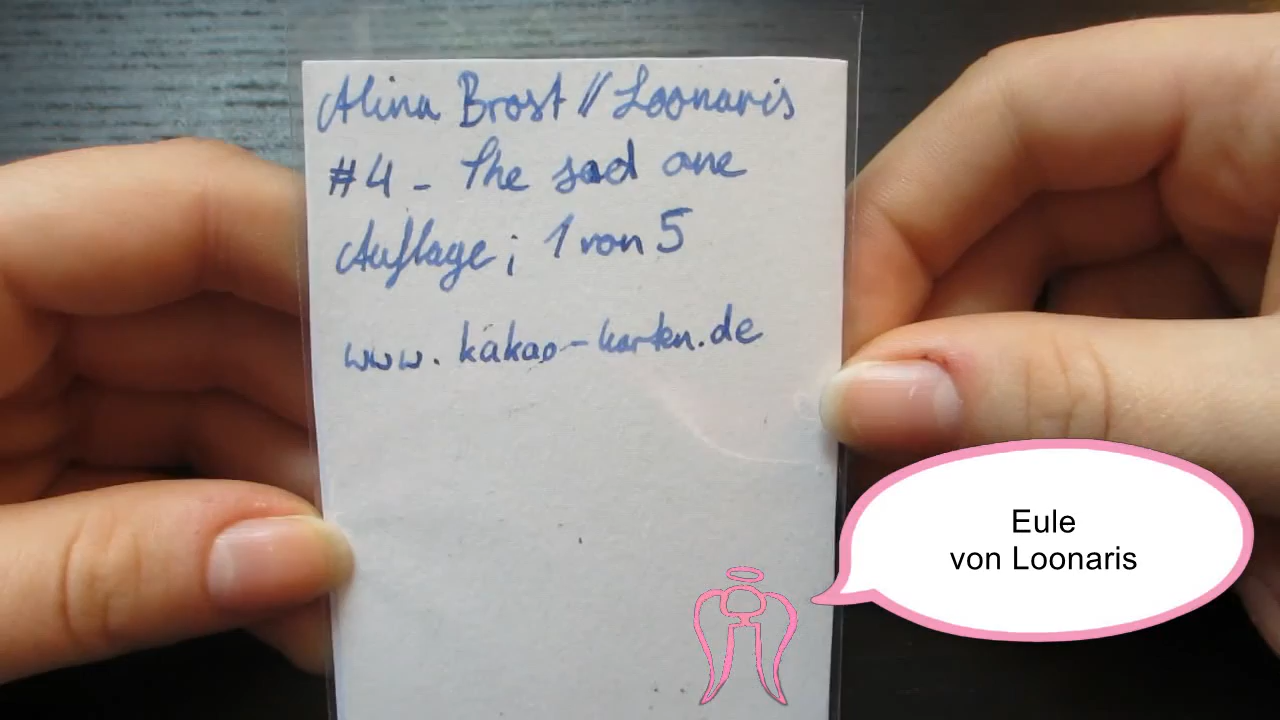 Alina Brost // Loonaris
#4 - The sad one
Auflage; 1 von 5
www.kakao-karten.de
Eule
von Loonaris